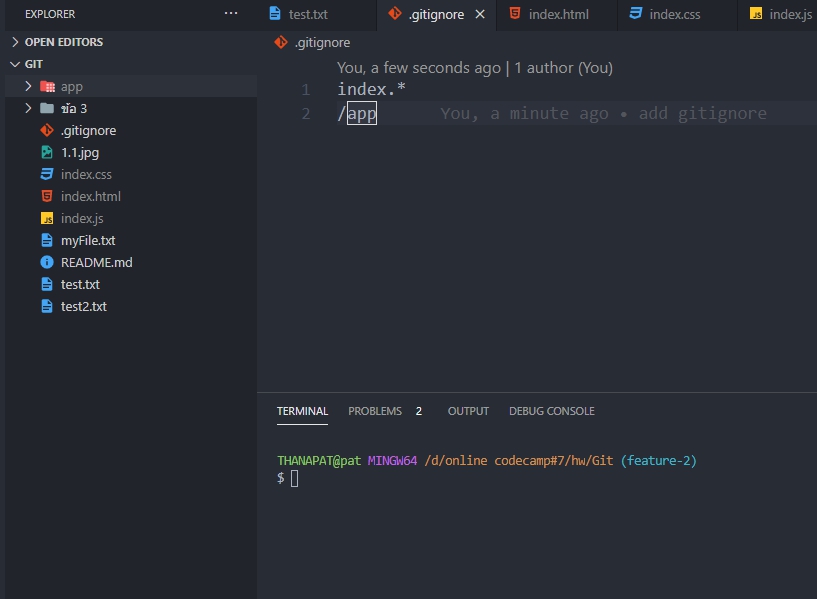 EXPLORER ...
OPEN EDITORS
GIT
app
ข้อ 3
.gitignore
1.1.jpg
index.css
index.html
index.js
myFile.txt
README.md
test.txt
test2.txt
test.txt .gitignore index.html index.css index.js
.gitignore
You, a few seconds ago | 1 author (You)
1 index.*
2 /app You, a minute ago • add gitignore
TERMINAL PROBLEMS 2 OUTPUT DEBUG CONSOLE
THANAPAT@pat MINGW64 /d/online codecamp#7/hw/Git (feature-2)
$